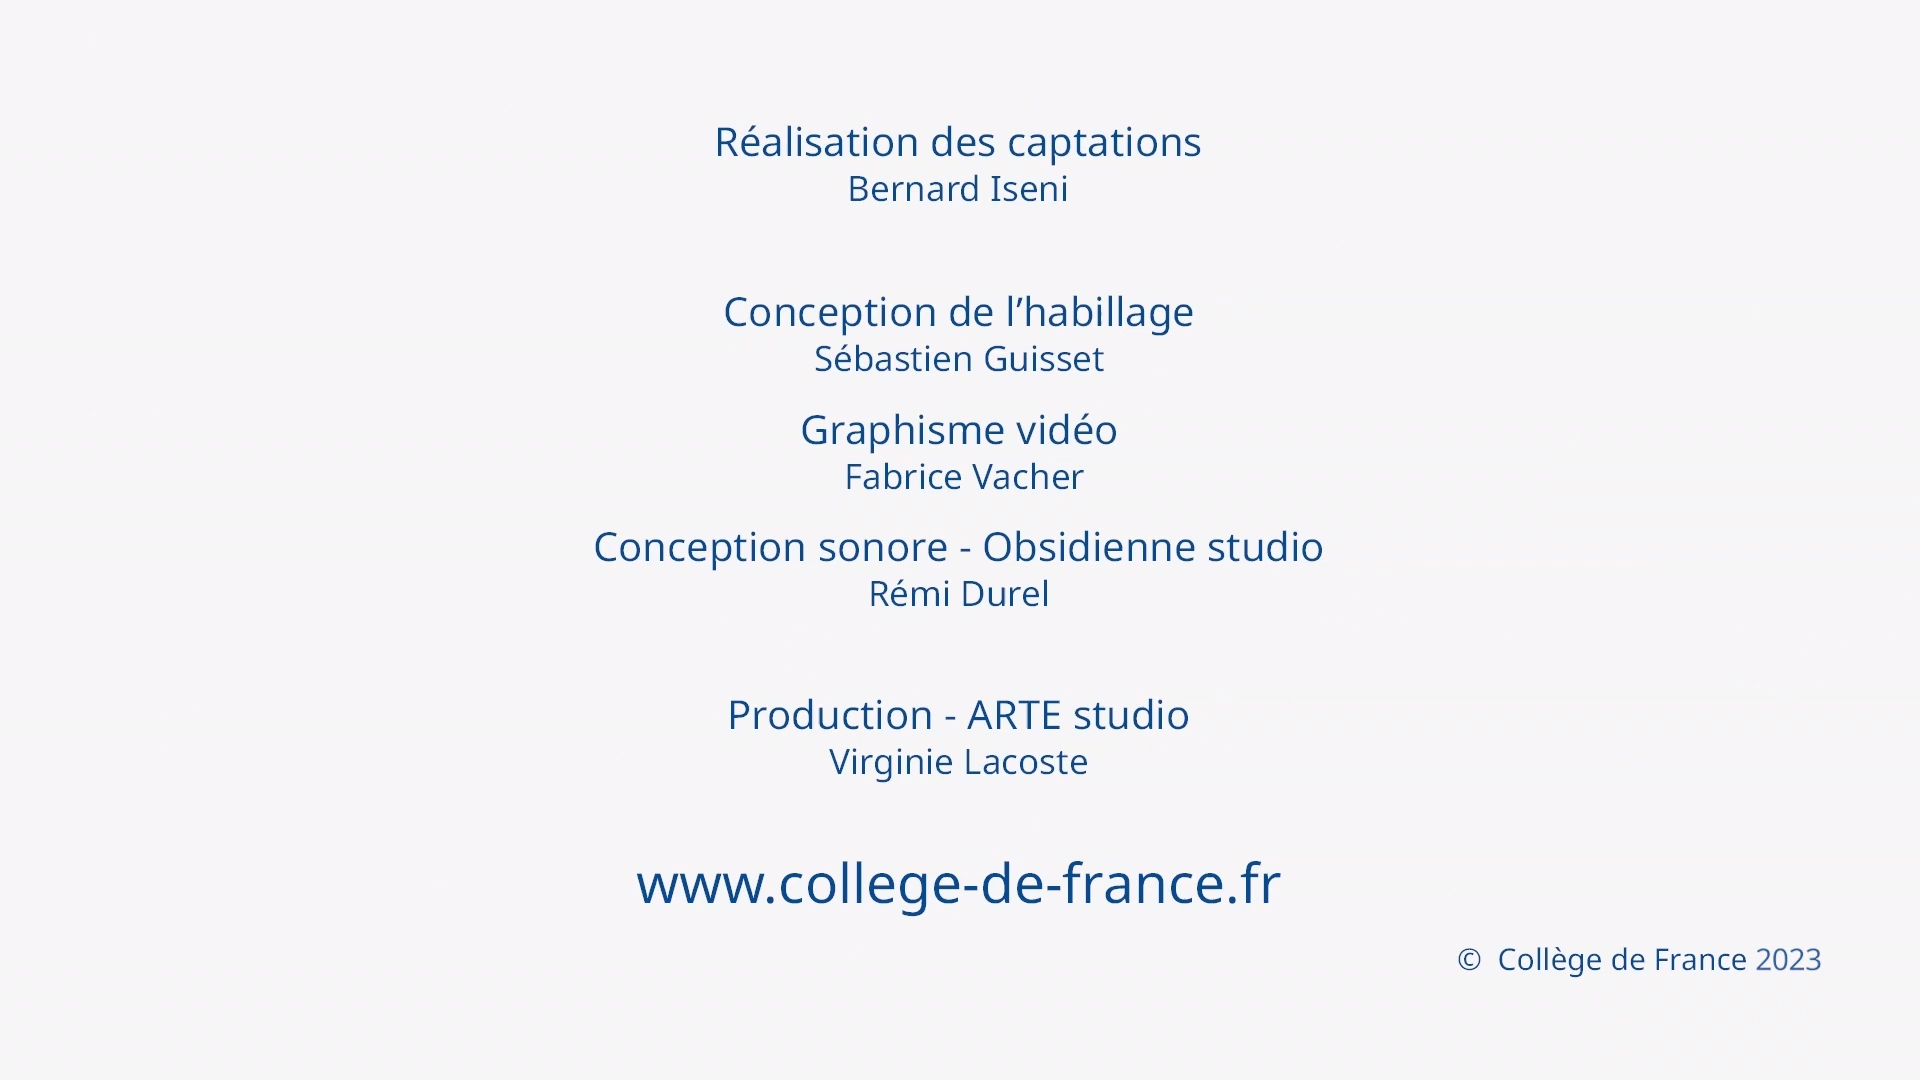 Réalisation des captations
Bernard Iseni
Conception de l’habillage
Sébastien Guisset
Graphisme vidéo
Fabrice Vacher
Conception sonore - Obsidienne studio
Rémi Durel
Production - ARTE studio
Virginie Lacoste
www.college-de-france.fr
© Collège de France 2023